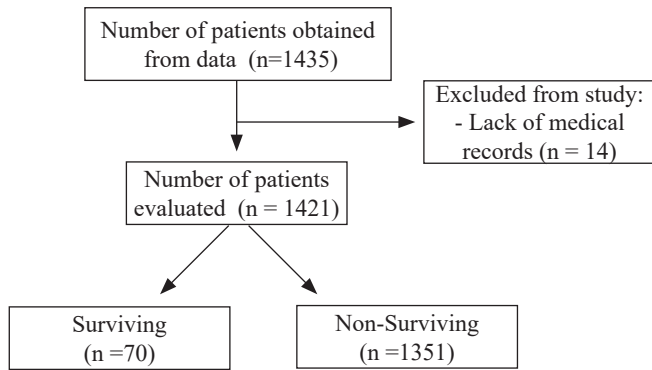 Number of patients obtained
from data (n=1435)
Excluded from study:
- Lack of medical
records (n = 14)
Number of patients
evaluated (n = 1421)
Surviving
(n =70)
Non-Surviving
(n =1351)